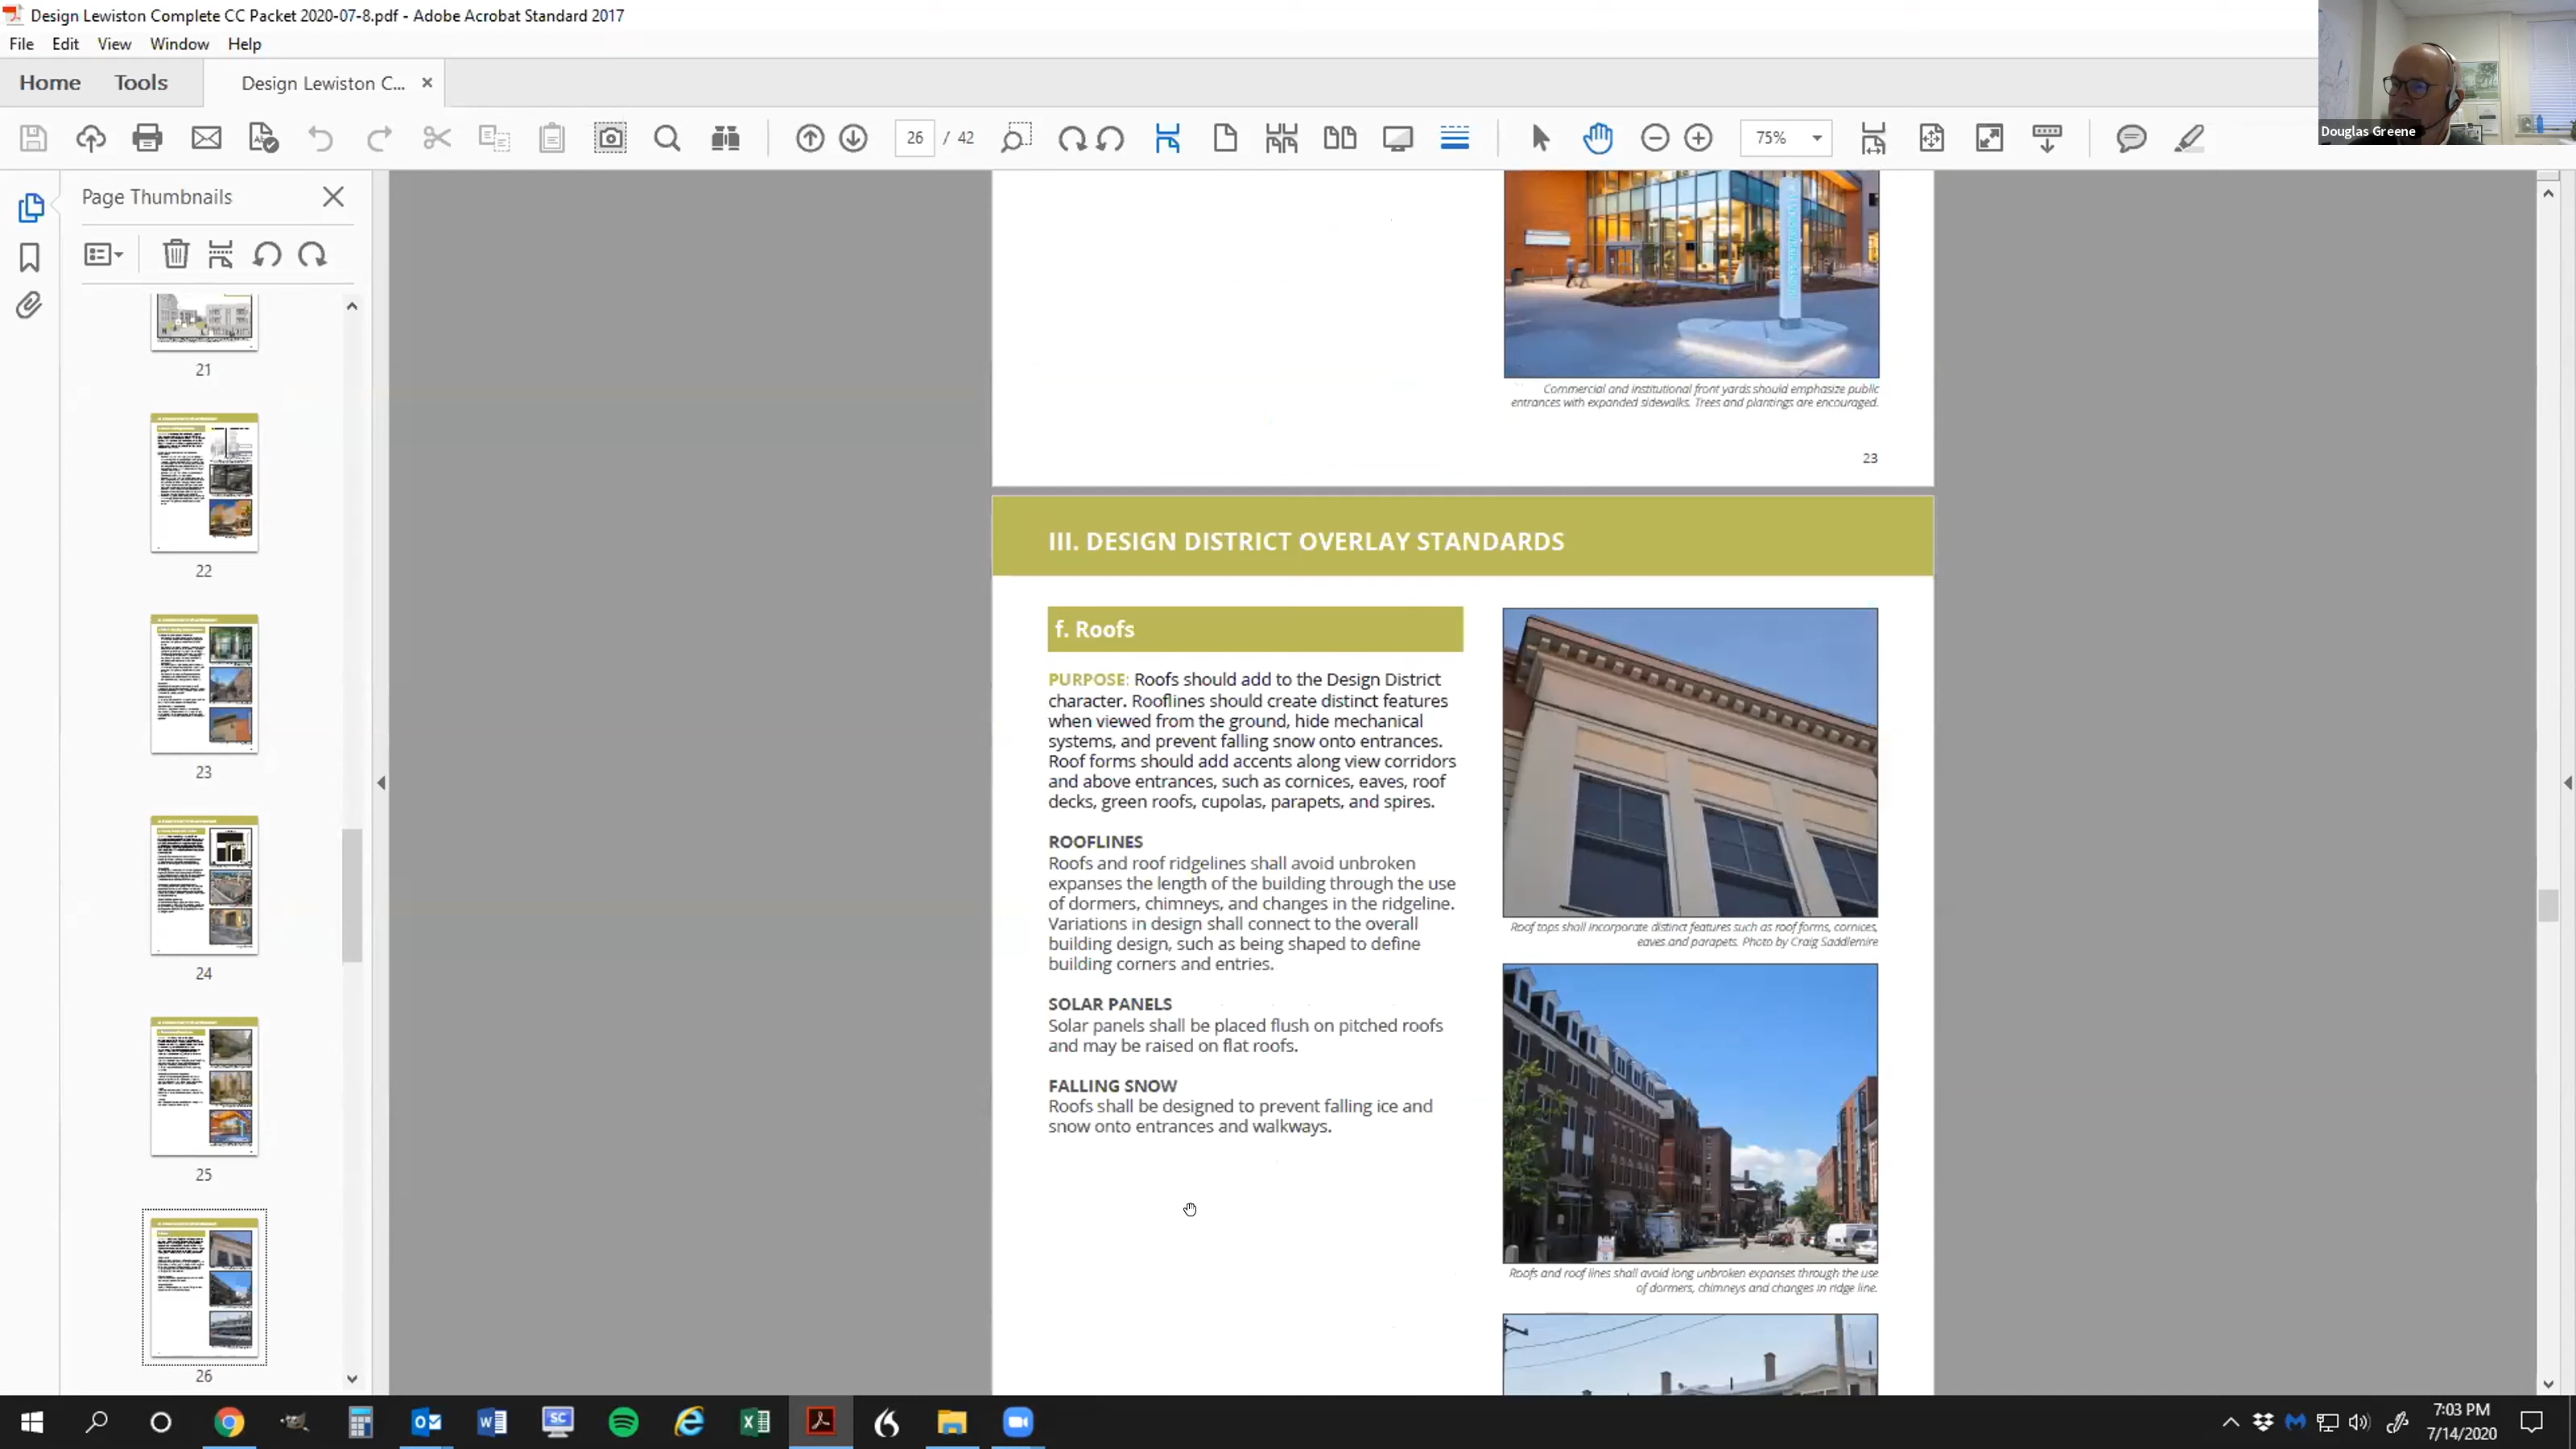 Design Lewiston Complete CC Packet 2020-07-8.pdf - Adobe Acrobat Standard 2017
File Edit View Window Help
Home Tools Design Lewiston C... ×
26 / 42 75%
Douglas Greene
Page Thumbnails
21
22
23
24
25
26
Commercial and institutional front yards should emphasize public
entrances with expanded sidewalks. Trees and plantings are encouraged.
23
III. DESIGN DISTRICT OVERLAY STANDARDS
f. Roofs
PURPOSE: Roofs should add to the Design District
character. Rooflines should create distinct features
when viewed from the ground, hide mechanical
systems, and prevent falling snow onto entrances.
Roof forms should add accents along view corridors
and above entrances, such as cornices, eaves, roof
decks, green roofs, cupolas, parapets, and spires.
ROOFLINES
Roofs and roof ridgelines shall avoid unbroken
expanses the length of the building through the use
of dormers, chimneys, and changes in the ridgeline.
Variations in design shall connect to the overall
building design, such as being shaped to define
building corners and entries.
SOLAR PANELS
Solar panels shall be placed flush on pitched roofs
and may be raised on flat roofs.
FALLING SNOW
Roofs shall be designed to prevent falling ice and
snow onto entrances and walkways.
Roof tops shall incorporate distinct features such as roof forms, cornices,
eaves and parapets. Photo by Craig Saddlemire
Roofs and roof lines shall avoid long unbroken expanses through the use
of dormers, chimneys and changes in ridge line.
SC
7:03 PM
7/14/2020